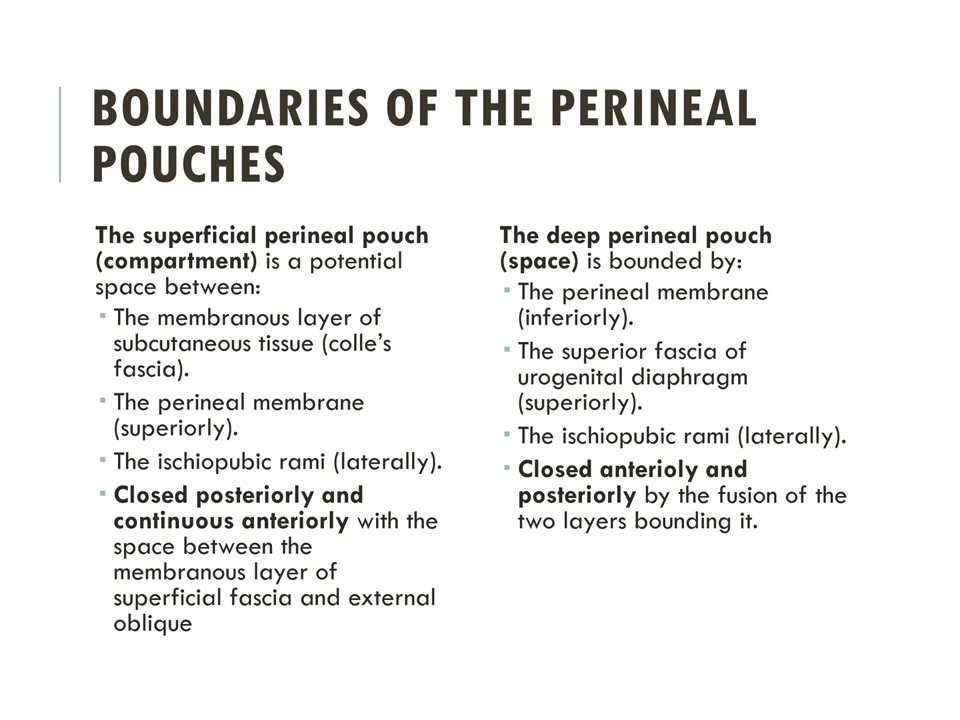 BOUNDARIES OF THE PERINEAL
POUCHES
The superficial perineal pouch
(compartment) is a potential
space between:
▪ The membranous layer of
subcutaneous tissue (colle's
fascia).
▪ The perineal membrane
(superiorly).
▪ The ischiopubic rami (laterally).
▪ Closed posteriorly and
continuous anteriorly with the
space between the
membranous layer of
superficial fascia and external
oblique
The deep perineal pouch
(space) is bounded by:
▪ The perineal membrane
(inferiorly).
▪ The superior fascia of
urogenital diaphragm
(superiorly).
▪ The ischiopubic rami (laterally).
▪ Closed anterioly and
posteriorly by the fusion of the
two layers bounding it.